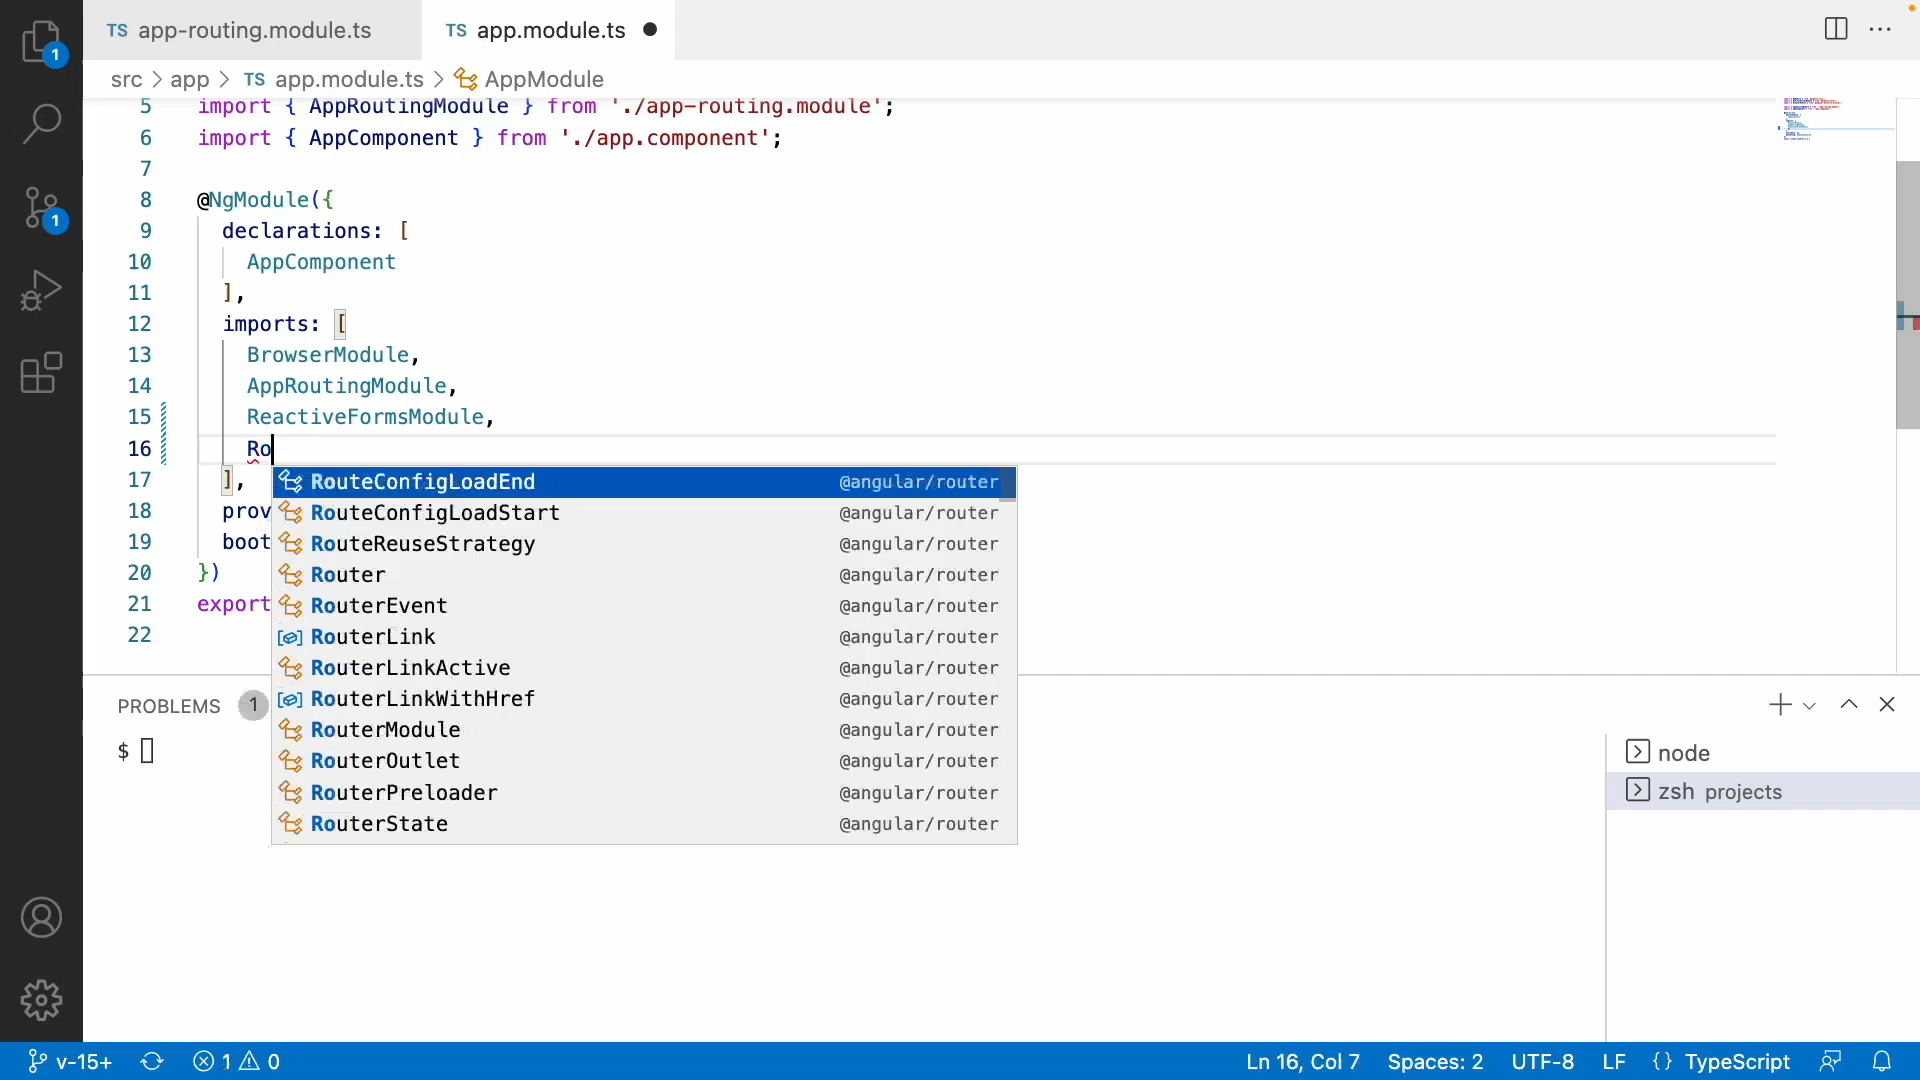 TS app-routing.module.ts TS app.module.ts
src > app > TS app.module.ts > AppModule
5 import { AppRoutingModule } from './app-routing.module';
6 import { AppComponent } from './app.component';
7
8 @NgModule({
9 declarations: [
10 AppComponent
11 ],
12 imports: [
13 BrowserModule,
14 AppRoutingModule,
15 ReactiveFormsModule,
16 Ro
17 ],
18 prov
19 boot
20 })
21 export
22
RouteConfigLoadEnd @angular/router
RouteConfigLoadStart @angular/router
RouteReuseStrategy @angular/router
Router @angular/router
RouterEvent @angular/router
RouterLink @angular/router
RouterLinkActive @angular/router
RouterLinkWithHref @angular/router
RouterModule @angular/router
RouterOutlet @angular/router
RouterPreloader @angular/router
RouterState @angular/router
1
1
PROBLEMS 1
$
node
zsh projects
v-15+ 1 0 Ln 16, Col 7 Spaces: 2 UTF-8 LF {} TypeScript